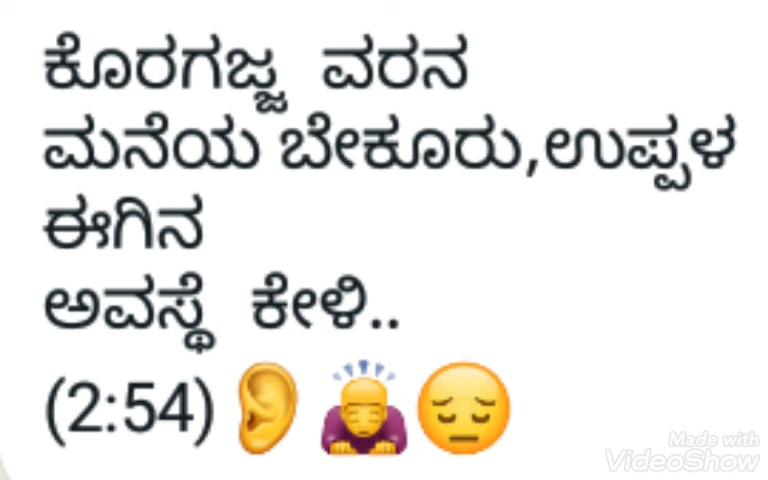 ಕೊರಗಜ್ಜ ವರನ
ಮನೆಯ ಬೇಕೂರು,ಉಪ್ಪಳ
ಈಗಿನ
ಅವಸ್ಥೆ ಕೇಳಿ..
(2:54)👂🙇😔
Made with
VideoShow